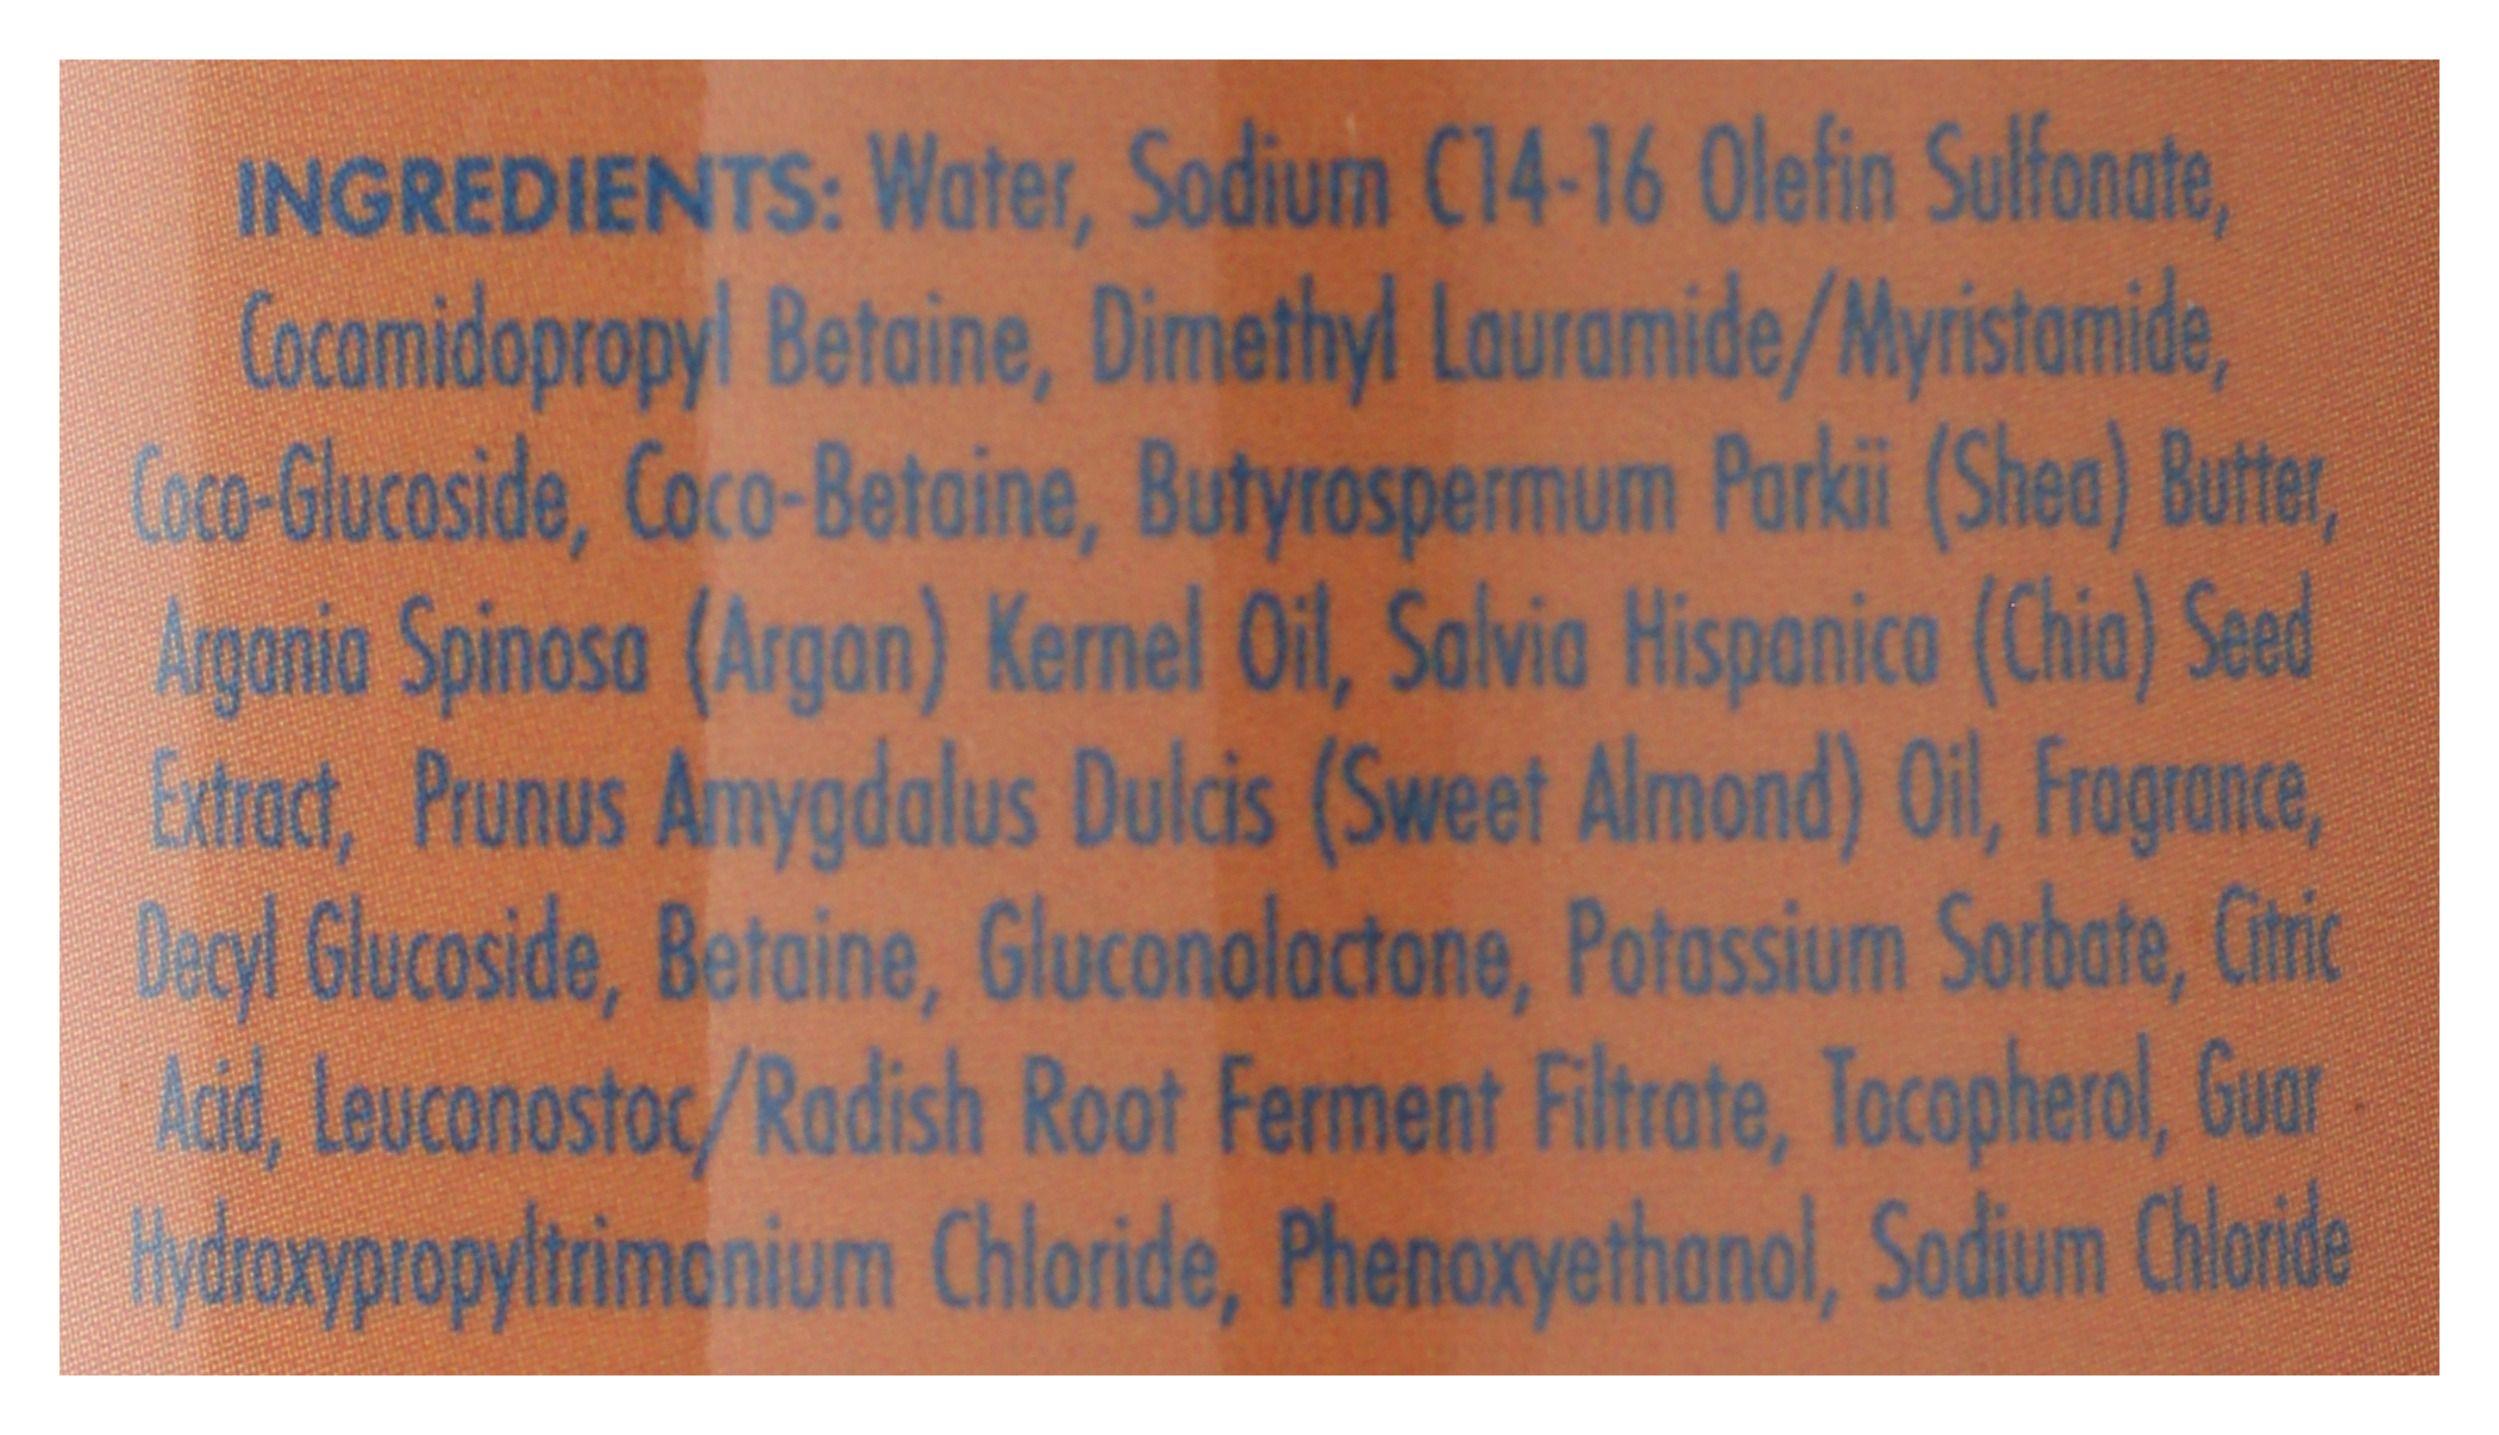 INGREDIENTS: Water, Sodium C14-16 Olefin Sulfonate,
Cocamidopropyl Betaine, Dimethyl Lauramide/Myristamide,
Coco-Glucoside, Coco-Betaine, Butyrospermum Parkii (Shea) Butter,
Argania Spinosa (Argan) Kernel Oil, Salvia Hispanica (Chia) Seed
Extract, Prunus Amygdalus Dulcis (Sweet Almond) Oil, Fragrance,
Decyl Glucoside, Betaine, Gluconolactone, Potassium Sorbate, Citric
Acid, Leuconostoc/Radish Root Ferment Filtrate, Tocopherol, Guar
Hydroxypropyltrimonium Chloride, Phenoxyethanol, Sodium Chloride